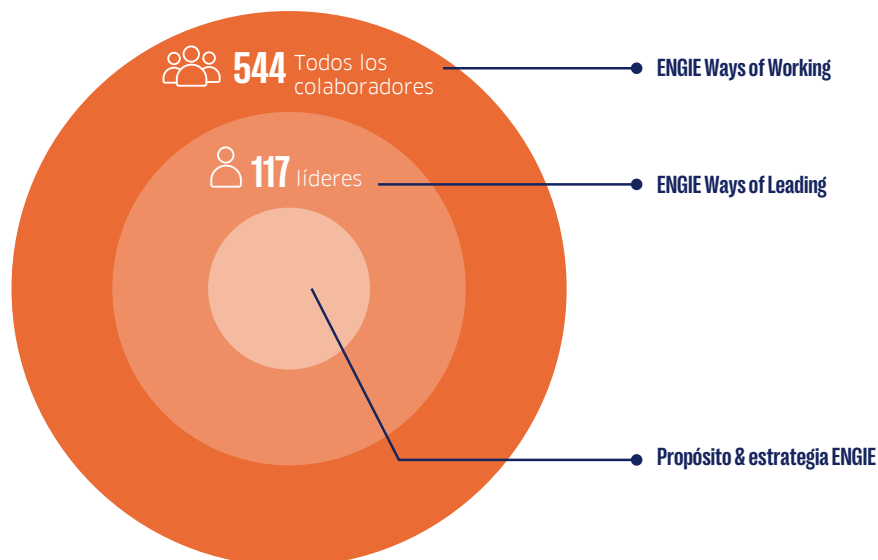 544 Todos los
colaboradores
ENGIE Ways of Working
117 líderes
ENGIE Ways of Leading
Propósito & estrategia ENGIE